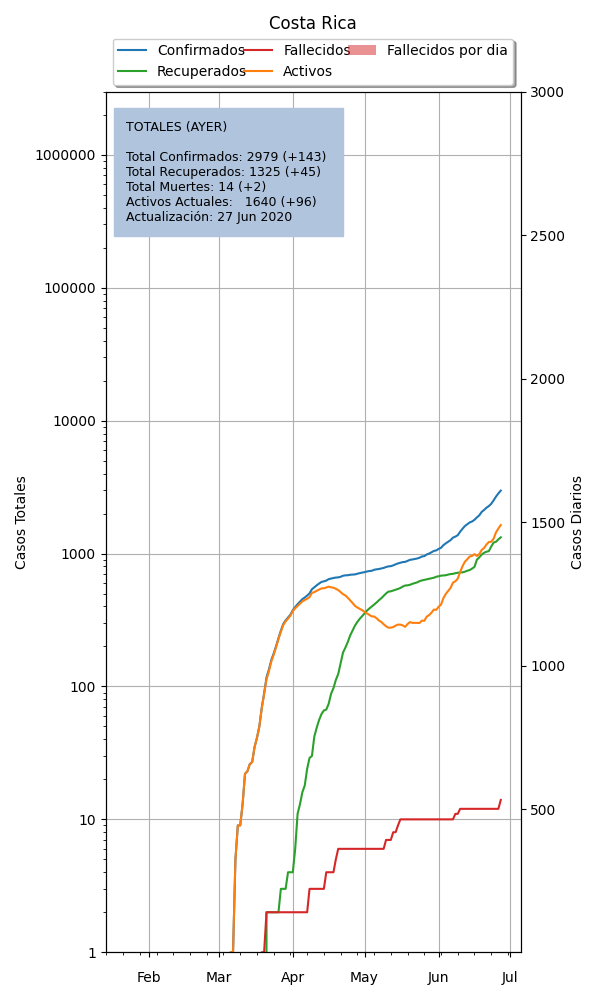 Costa Rica
Confirmados Fallecidos Fallecidos por dia
Recuperados Activos
TOTALES (AYER)
Total Confirmados: 2979 (+143)
Total Recuperados: 1325 (+45)
Total Muertes: 14 (+2)
Activos Actuales: 1640 (+96)
Actualización: 27 Jun 2020
Casos Totales
1000000
100000
10000
1000
100
10
1
3000
2500
2000
1500
1000
500
Casos Diarios
Feb Mar Apr May Jun Jul